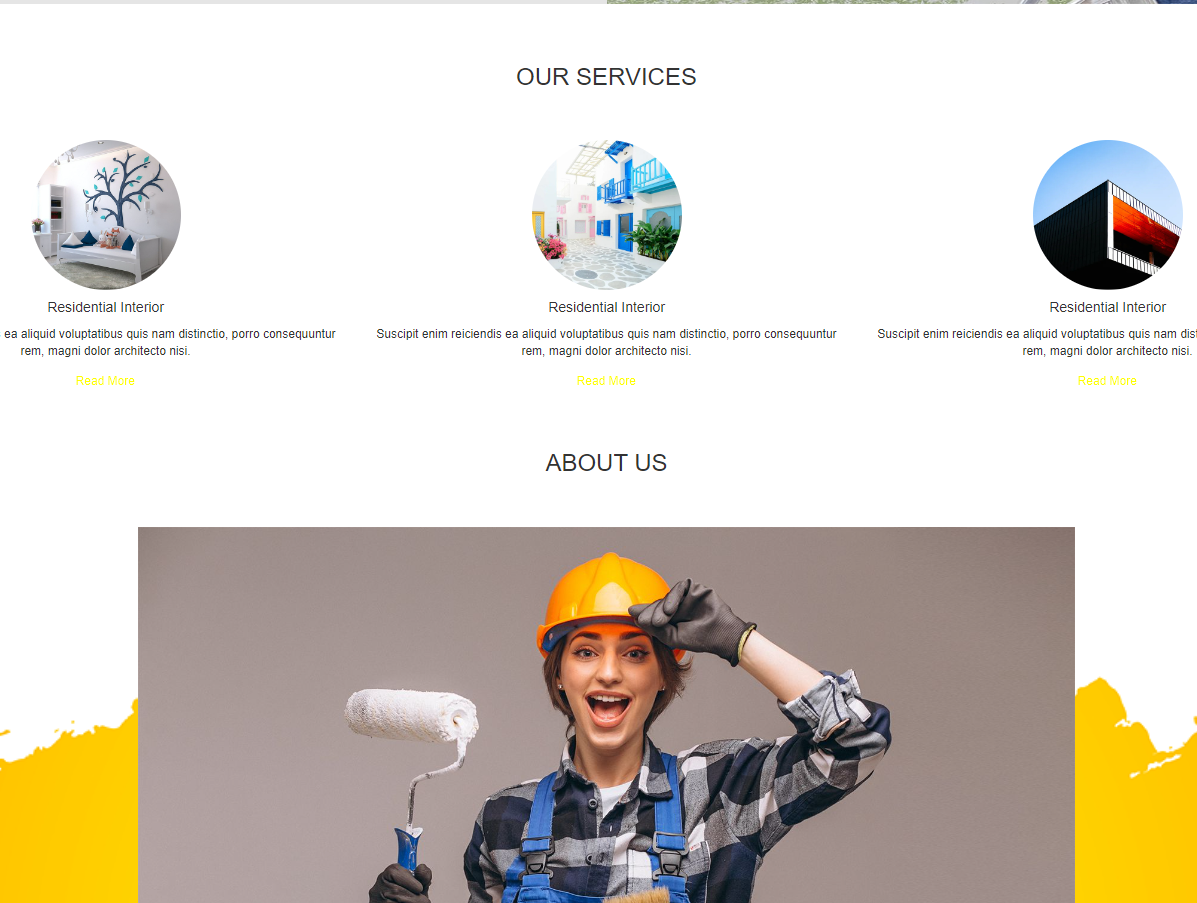 OUR SERVICES
Residential Interior
ea aliquid voluptatibus quis nam distinctio, porro consequuntur
rem, magni dolor architecto nisi.
Read More
Residential Interior
Suscipit enim reiciendis ea aliquid voluptatibus quis nam distinctio, porro consequuntur
rem, magni dolor architecto nisi.
Read More
Residential Interior
Suscipit enim reiciendis ea aliquid voluptatibus quis nam
rem, magni dolor architecto nisi.
Read More
ABOUT US